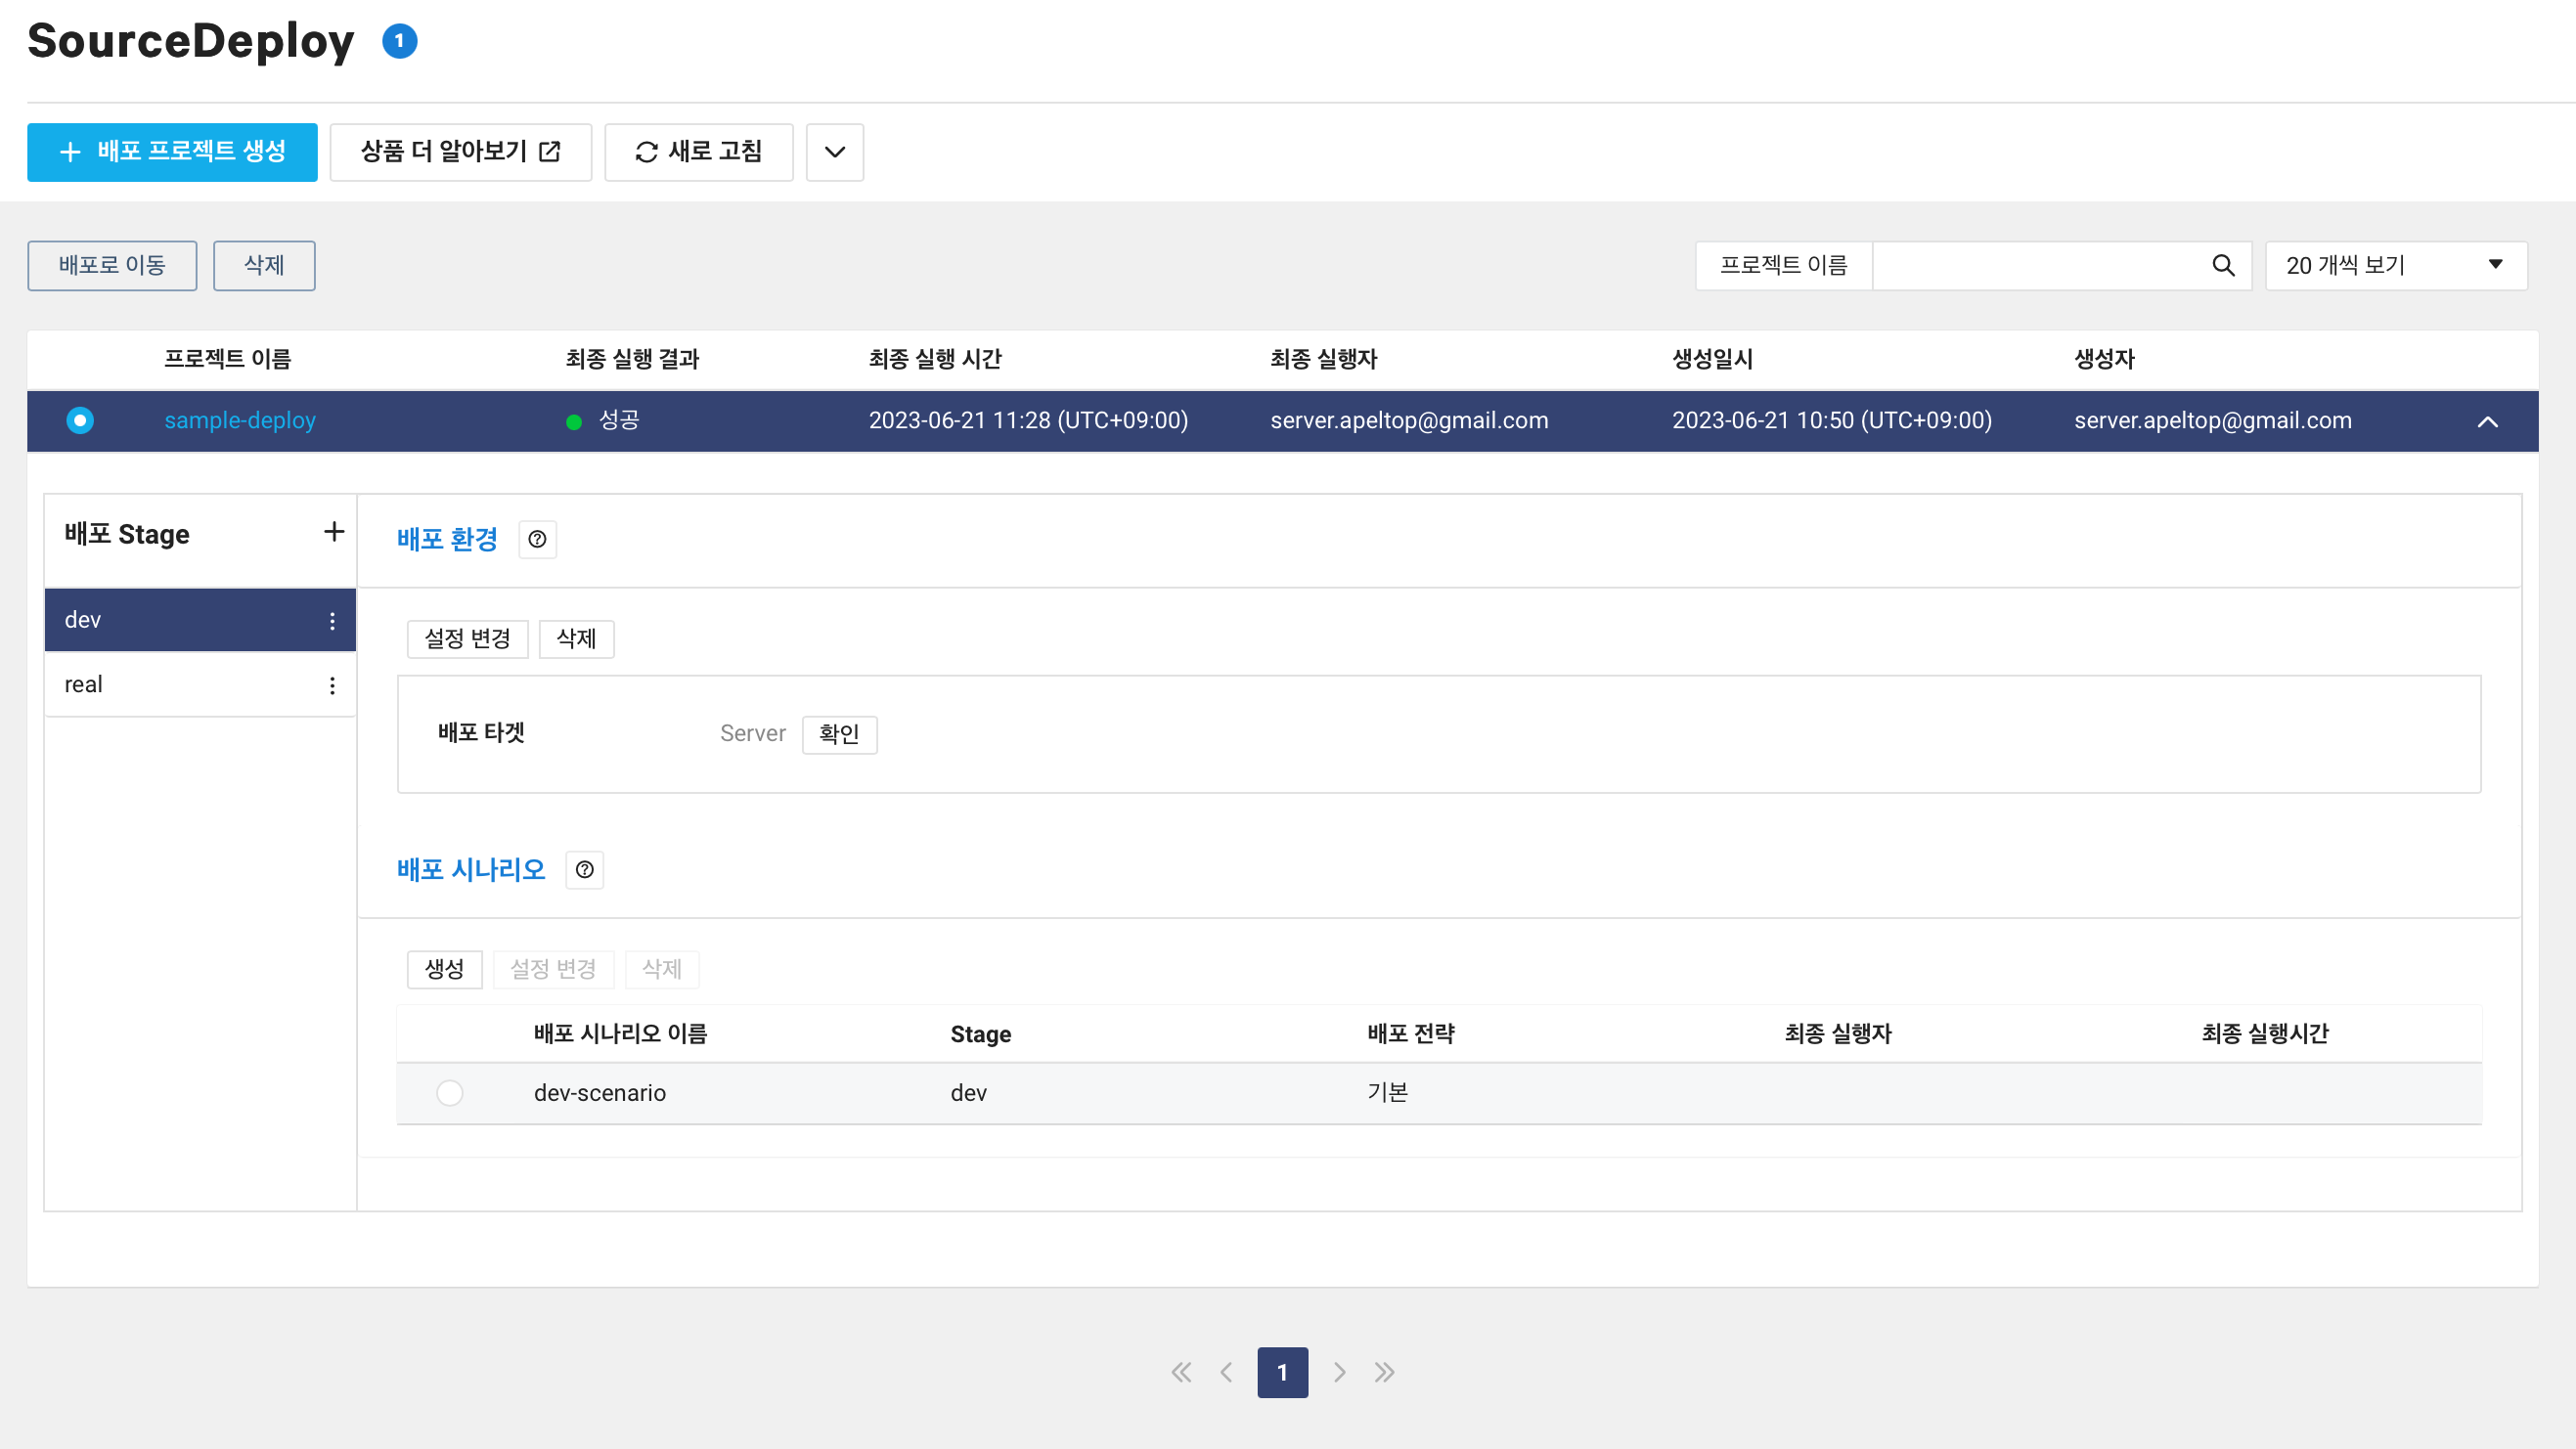 SourceDeploy 1
+ 배포 프로젝트 생성 상품 더 알아보기 새로 고침
배포로 이동 삭제 프로젝트 이름 20 개씩 보기
프로젝트 이름 최종 실행 결과 최종 실행 시간 최종 실행자 생성일시 생성자
sample-deploy 성공 2023-06-21 11:28 (UTC+09:00) server.apeltop@gmail.com 2023-06-21 10:50 (UTC+09:00) server.apeltop@gmail.com
배포 Stage +
dev
real
배포 환경 ?
설정 변경 삭제
배포 타겟 Server 확인
배포 시나리오 ?
생성 설정 변경 삭제
배포 시나리오 이름 Stage 배포 전략 최종 실행자 최종 실행시간
dev-scenario dev 기본
1